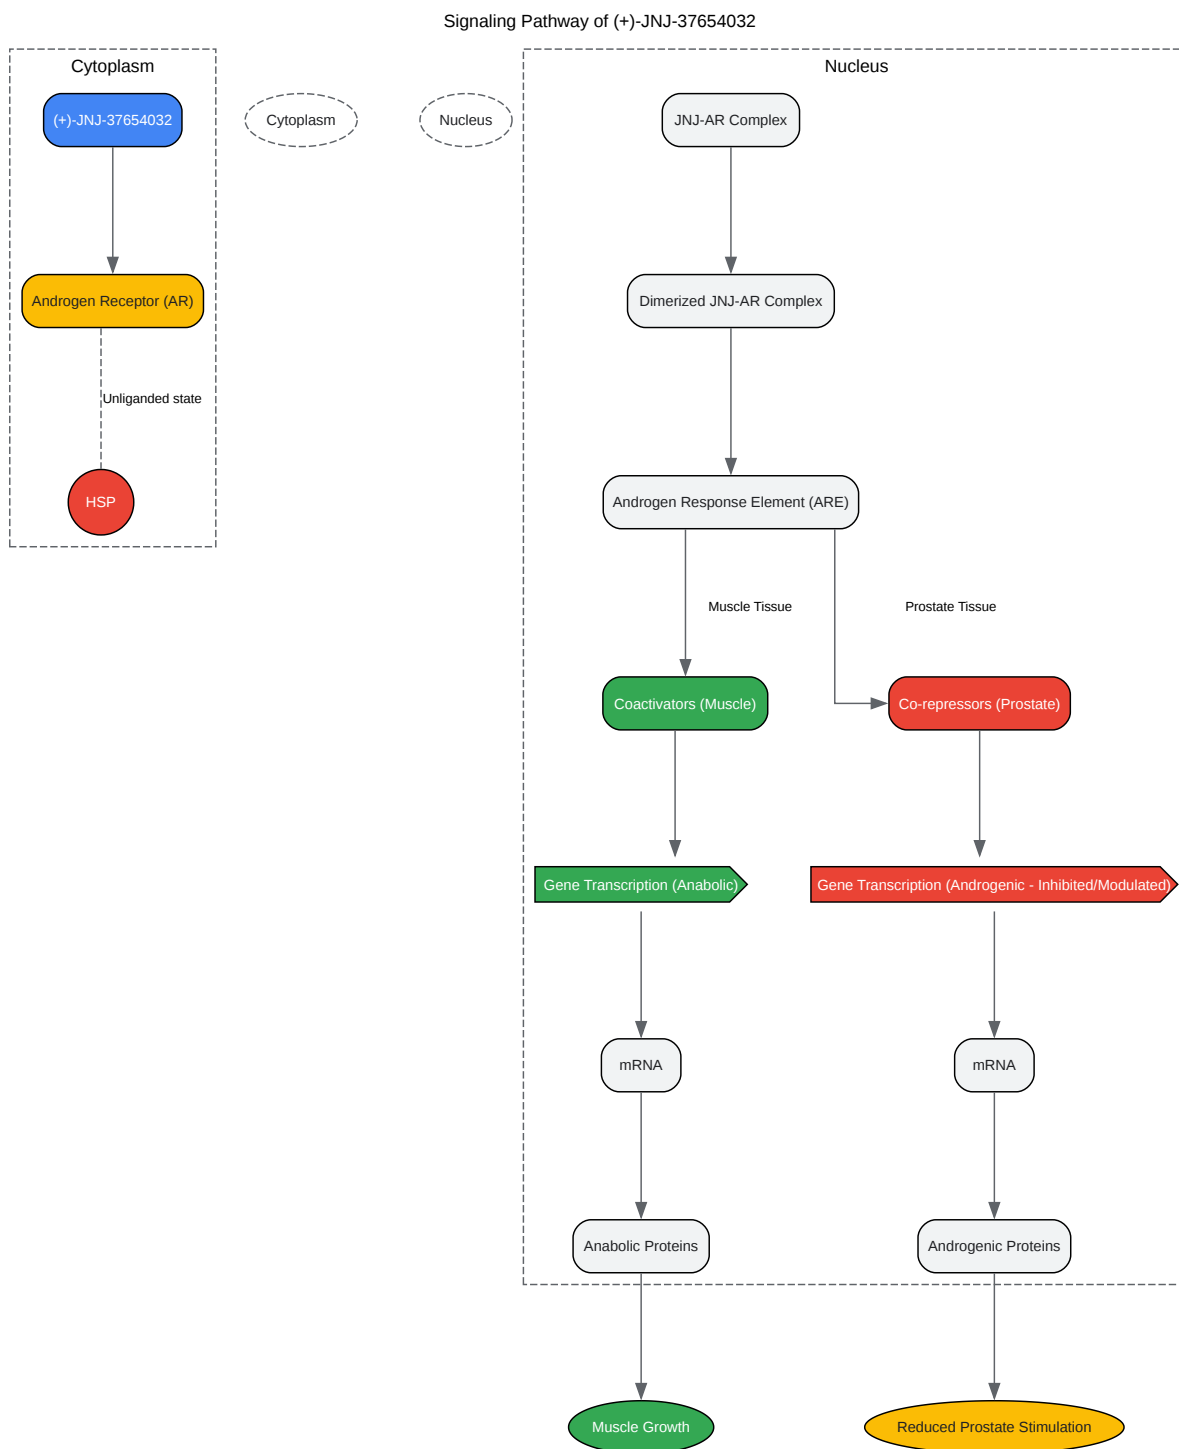 Signaling Pathway of (+)-JNJ-37654032
Cytoplasm
(+)-JNJ-37654032
Androgen Receptor (AR)
Unliganded state
HSP
Cytoplasm
Nucleus
Nucleus
JNJ-AR Complex
Dimerized JNJ-AR Complex
Androgen Response Element (ARE)
Muscle Tissue
Prostate Tissue
Coactivators (Muscle)
Co-repressors (Prostate)
Gene Transcription (Anabolic)
Gene Transcription (Androgenic - Inhibited/Modulated)
mRNA
mRNA
Anabolic Proteins
Androgenic Proteins
Muscle Growth
Reduced Prostate Stimulation